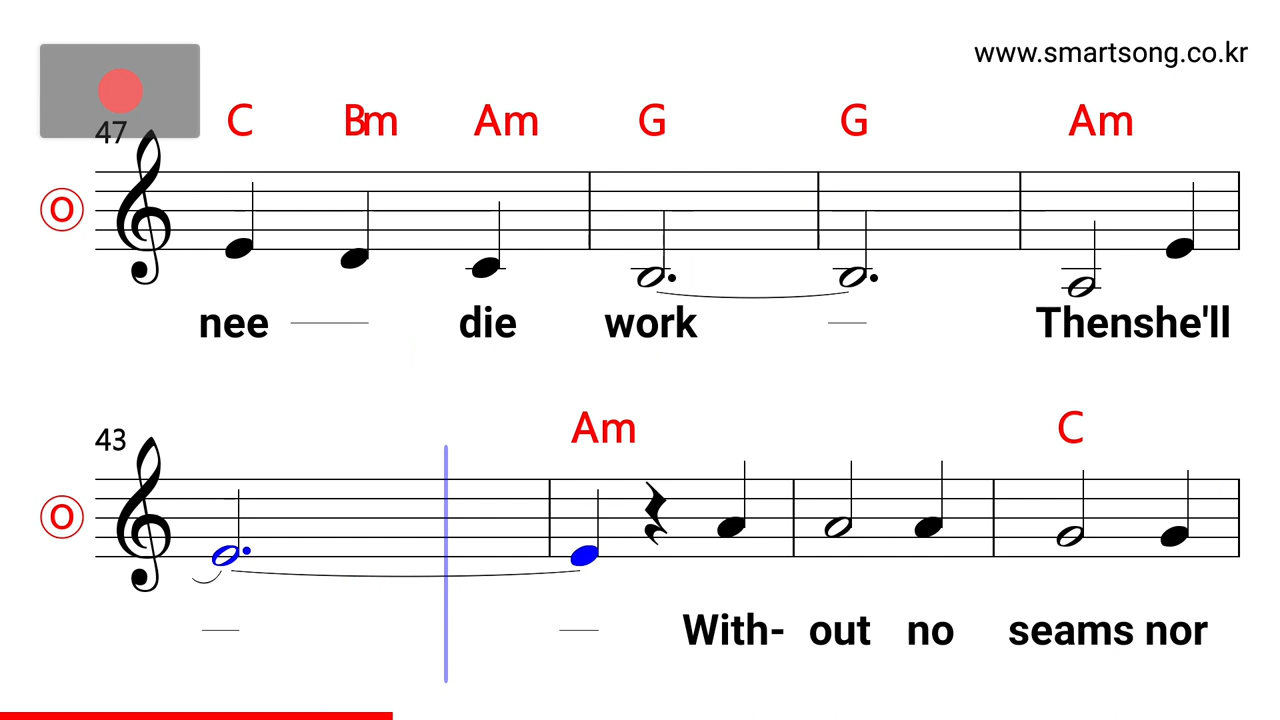 www.smartsong.co.kr
47
C Bm Am G G Am
O
nee die work Thenshe'll
43
Am C
O
With- out no seams nor